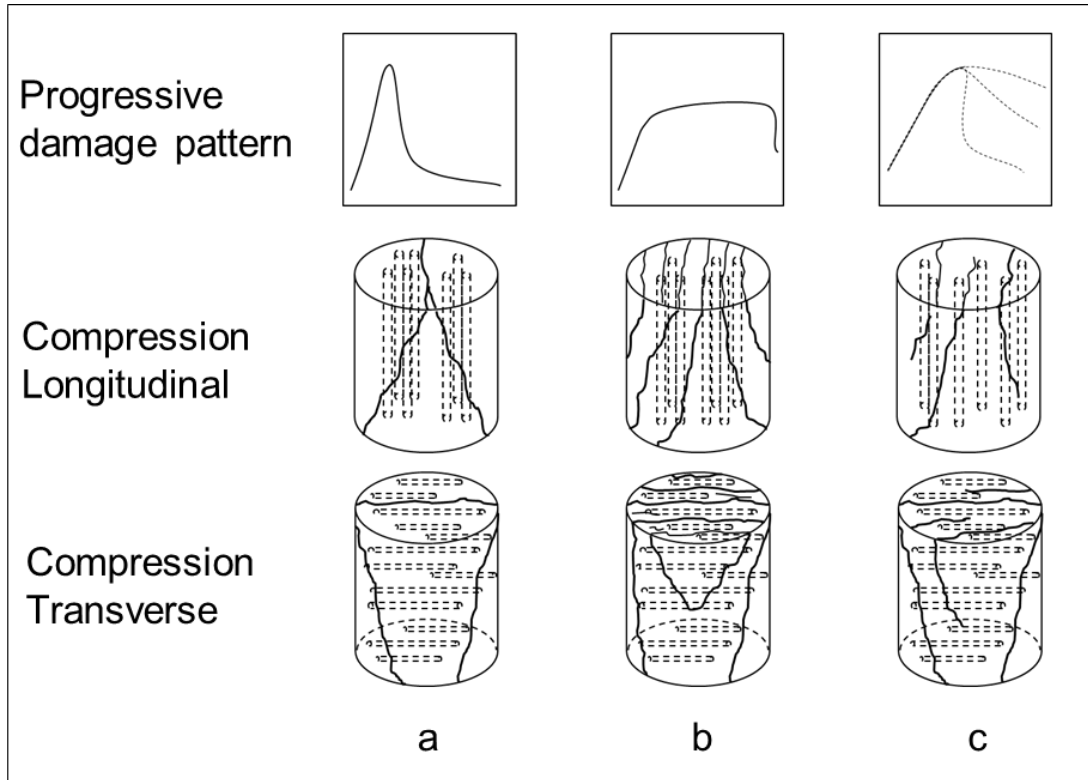 Progressive
damage pattern
Compression
Longitudinal
Compression
Transverse
a
b
c